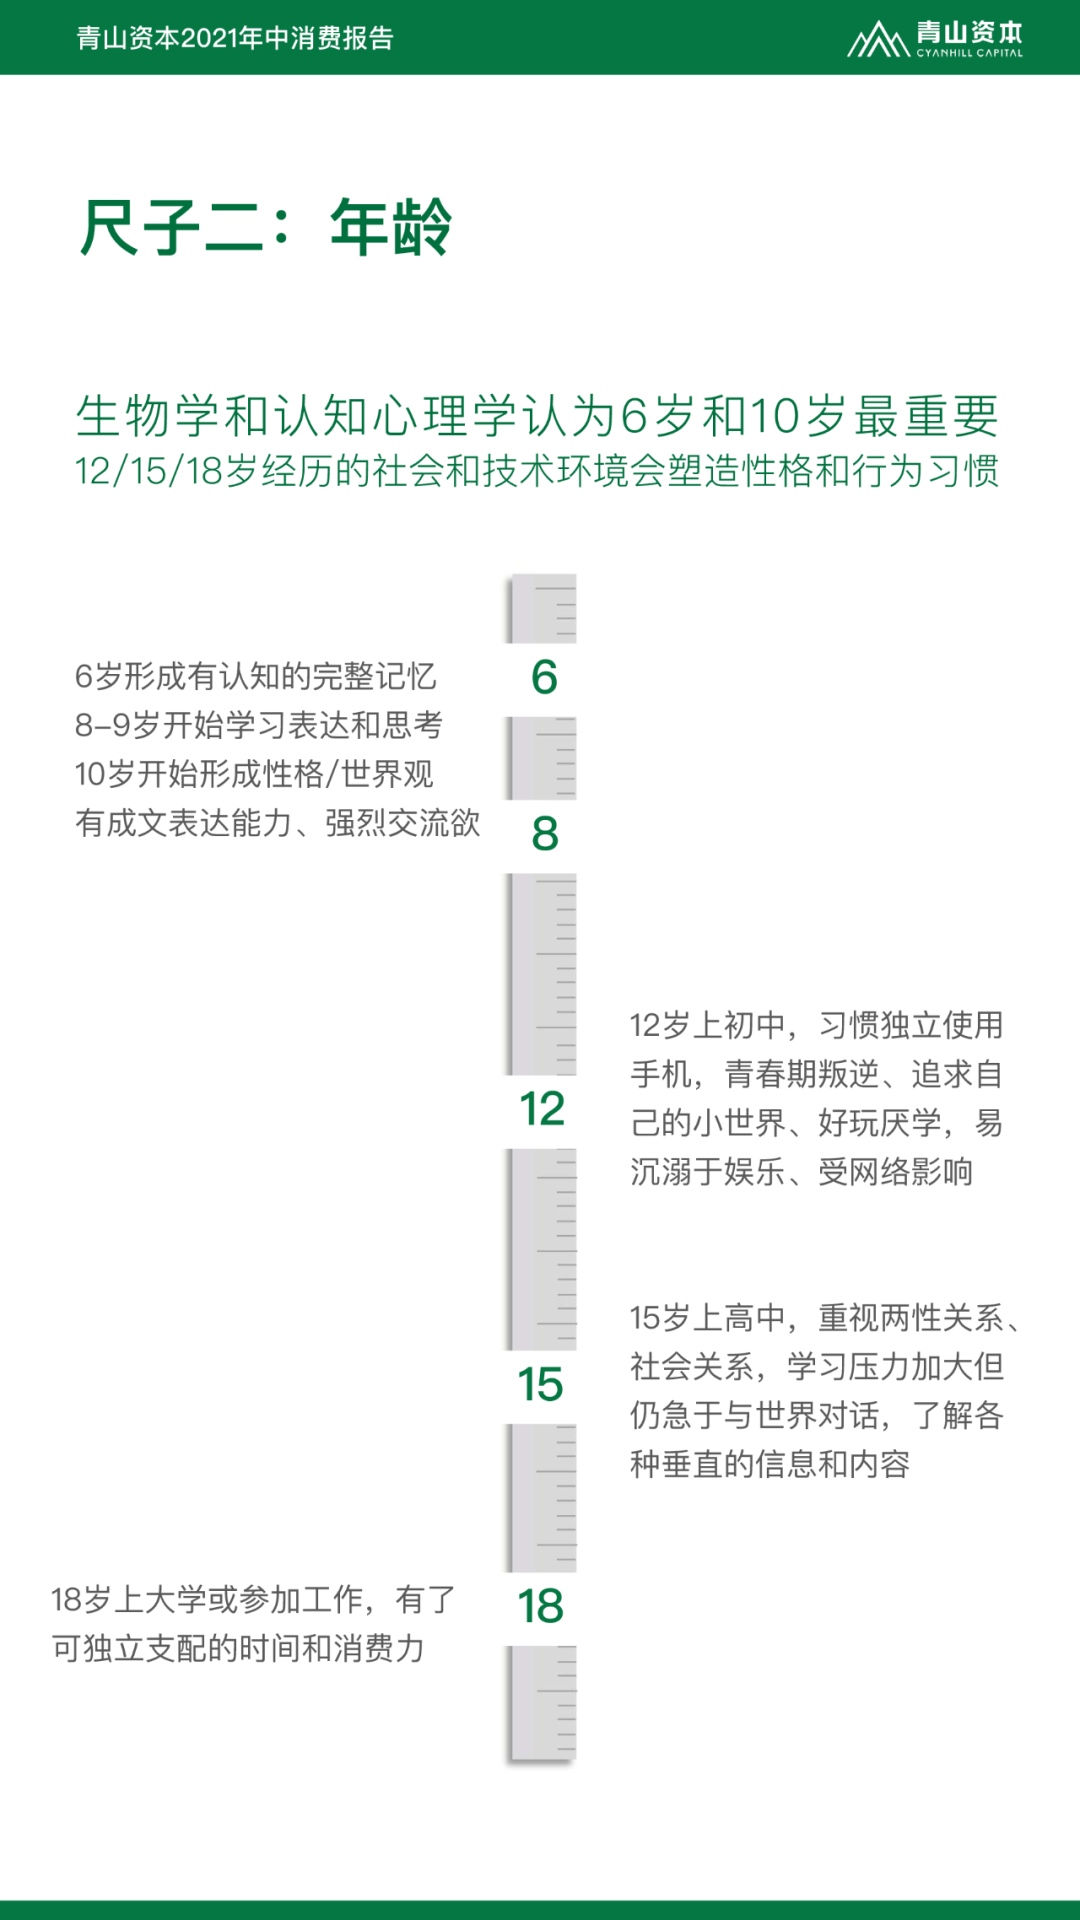 青山资本2021年中消费报告
青山资本
CYANHILL CAPITAL
尺子二：年龄
生物学和认知心理学认为6岁和10岁最重要
12/15/18岁经历的社会和技术环境会塑造性格和行为习惯
6岁形成有认知的完整记忆
8-9岁开始学习表达和思考
10岁开始形成性格/世界观
有成文表达能力、强烈交流欲
6
8
12岁上初中，习惯独立使用
手机，青春期叛逆、追求自
己的小世界、好玩厌学，易
沉溺于娱乐、受网络影响
12
15岁上高中，重视两性关系、
社会关系，学习压力加大但
仍急于与世界对话，了解各
种垂直的信息和内容
15
18岁上大学或参加工作，有了
可独立支配的时间和消费力
18